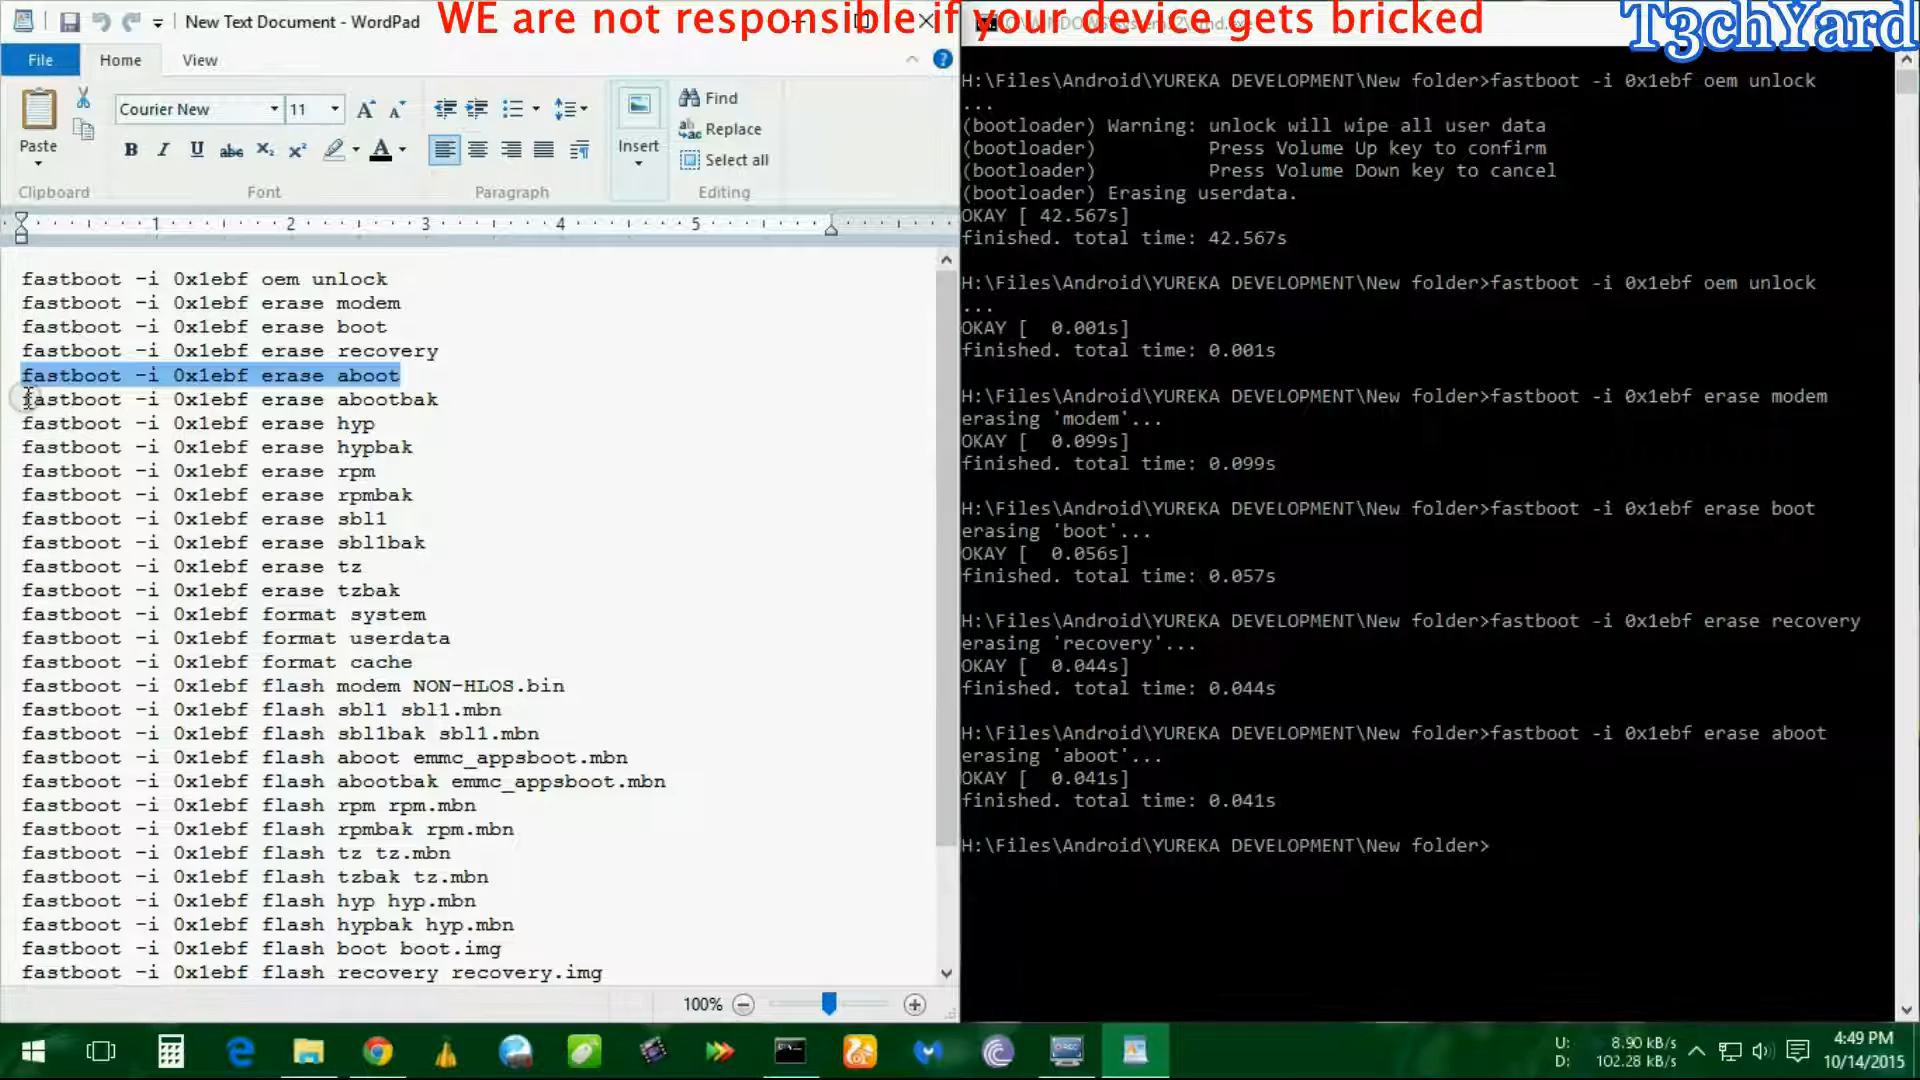 New Text Document - WordPad
WE are not responsible if your device gets bricked
T3chYard
File
Home
View
Paste
Clipboard
Courier New
11
Font
Paragraph
Insert
Find
Replace
Select all
Editing
1 2 3 4 5
fastboot -i 0x1ebf oem unlock
fastboot -i 0x1ebf erase modem
fastboot -i 0x1ebf erase boot
fastboot -i 0x1ebf erase recovery
fastboot -i 0x1ebf erase aboot
fastboot -i 0x1ebf erase abootbak
fastboot -i 0x1ebf erase hyp
fastboot -i 0x1ebf erase hypbak
fastboot -i 0x1ebf erase rpm
fastboot -i 0x1ebf erase rpmbak
fastboot -i 0x1ebf erase sbl1
fastboot -i 0x1ebf erase sbl1bak
fastboot -i 0x1ebf erase tz
fastboot -i 0x1ebf erase tzbak
fastboot -i 0x1ebf format system
fastboot -i 0x1ebf format userdata
fastboot -i 0x1ebf format cache
fastboot -i 0x1ebf flash modem NON-HLOS.bin
fastboot -i 0x1ebf flash sbl1 sbl1.mbn
fastboot -i 0x1ebf flash sbl1bak sbl1.mbn
fastboot -i 0x1ebf flash aboot emmc_appsboot.mbn
fastboot -i 0x1ebf flash abootbak emmc_appsboot.mbn
fastboot -i 0x1ebf flash rpm rpm.mbn
fastboot -i 0x1ebf flash rpmbak rpm.mbn
fastboot -i 0x1ebf flash tz tz.mbn
fastboot -i 0x1ebf flash tzbak tz.mbn
fastboot -i 0x1ebf flash hyp hyp.mbn
fastboot -i 0x1ebf flash hypbak hyp.mbn
fastboot -i 0x1ebf flash boot boot.img
fastboot -i 0x1ebf flash recovery recovery.img
100%
H:\Files\Android\YUREKA DEVELOPMENT\New folder>fastboot -i 0x1ebf oem unlock
...
(bootloader) Warning: unlock will wipe all user data
(bootloader)         Press Volume Up key to confirm
(bootloader)         Press Volume Down key to cancel
(bootloader) Erasing userdata.
OKAY [ 42.567s]
finished. total time: 42.567s
H:\Files\Android\YUREKA DEVELOPMENT\New folder>fastboot -i 0x1ebf oem unlock
...
OKAY [  0.001s]
finished. total time: 0.001s
H:\Files\Android\YUREKA DEVELOPMENT\New folder>fastboot -i 0x1ebf erase modem
erasing 'modem'...
OKAY [  0.099s]
finished. total time: 0.099s
H:\Files\Android\YUREKA DEVELOPMENT\New folder>fastboot -i 0x1ebf erase boot
erasing 'boot'...
OKAY [  0.056s]
finished. total time: 0.057s
H:\Files\Android\YUREKA DEVELOPMENT\New folder>fastboot -i 0x1ebf erase recovery
erasing 'recovery'...
OKAY [  0.044s]
finished. total time: 0.044s
H:\Files\Android\YUREKA DEVELOPMENT\New folder>fastboot -i 0x1ebf erase aboot
erasing 'aboot'...
OKAY [  0.041s]
finished. total time: 0.041s
H:\Files\Android\YUREKA DEVELOPMENT\New folder>
U: 8.90 kB/s
D: 102.28 kB/s
4:49 PM
10/14/2015